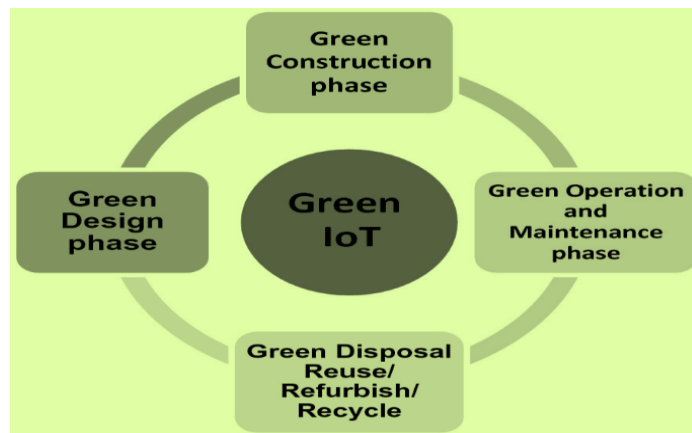 Green
Construction
phase
Green
Design
phase
Green
IoT
Green Operation
and
Maintenance
phase
Green Disposal
Reuse/
Refurbish/
Recycle